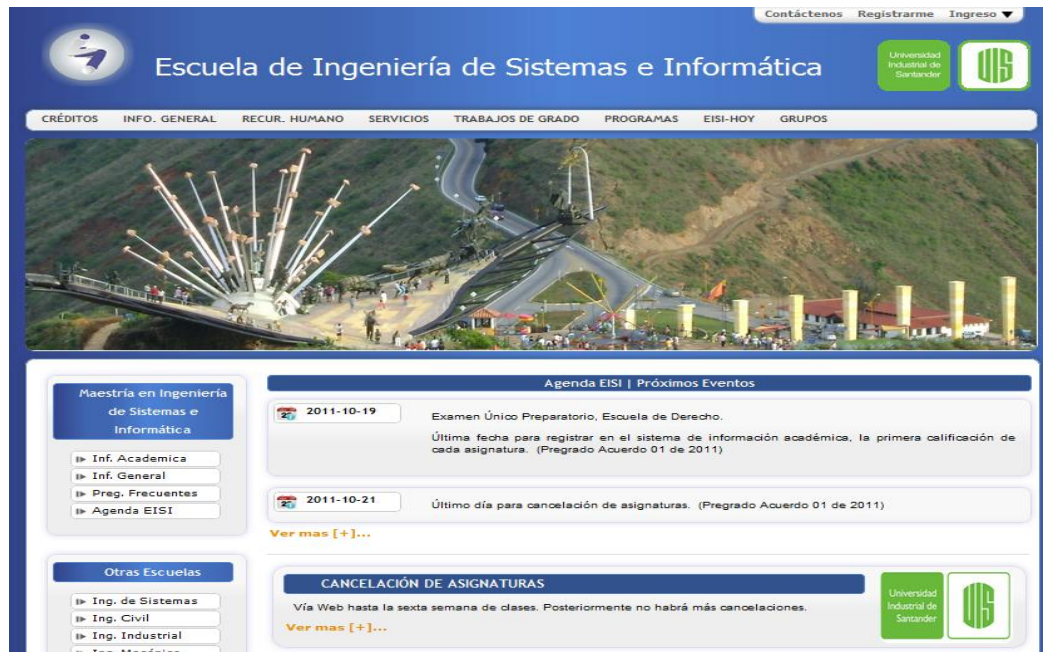 Contáctenos Registrarme Ingreso
Escuela de Ingeniería de Sistemas e Informática
Universidad
Industrial de
Santander
UIS
CRÉDITOS INFO. GENERAL RECUR. HUMANO SERVICIOS TRABAJOS DE GRADO PROGRAMAS EISI-HOY GRUPOS
Maestría en Ingeniería
de Sistemas e
Informática
Inf. Academica
Inf. General
Preg. Frecuentes
Agenda EISI
Otras Escuelas
Ing. de Sistemas
Ing. Civil
Ing. Industrial
Agenda EISI | Próximos Eventos
2011-10-19
Examen Único Preparatorio, Escuela de Derecho.
Última fecha para registrar en el sistema de información académica, la primera calificación de
cada asignatura. (Pregrado Acuerdo 01 de 2011)
2011-10-21
Último día para cancelación de asignaturas. (Pregrado Acuerdo 01 de 2011)
Ver mas [+]...
CANCELACIÓN DE ASIGNATURAS
Vía Web hasta la sexta semana de clases. Posteriormente no habrá más cancelaciones.
Ver mas [+]...
Universidad
Industrial de
Santander
UIS